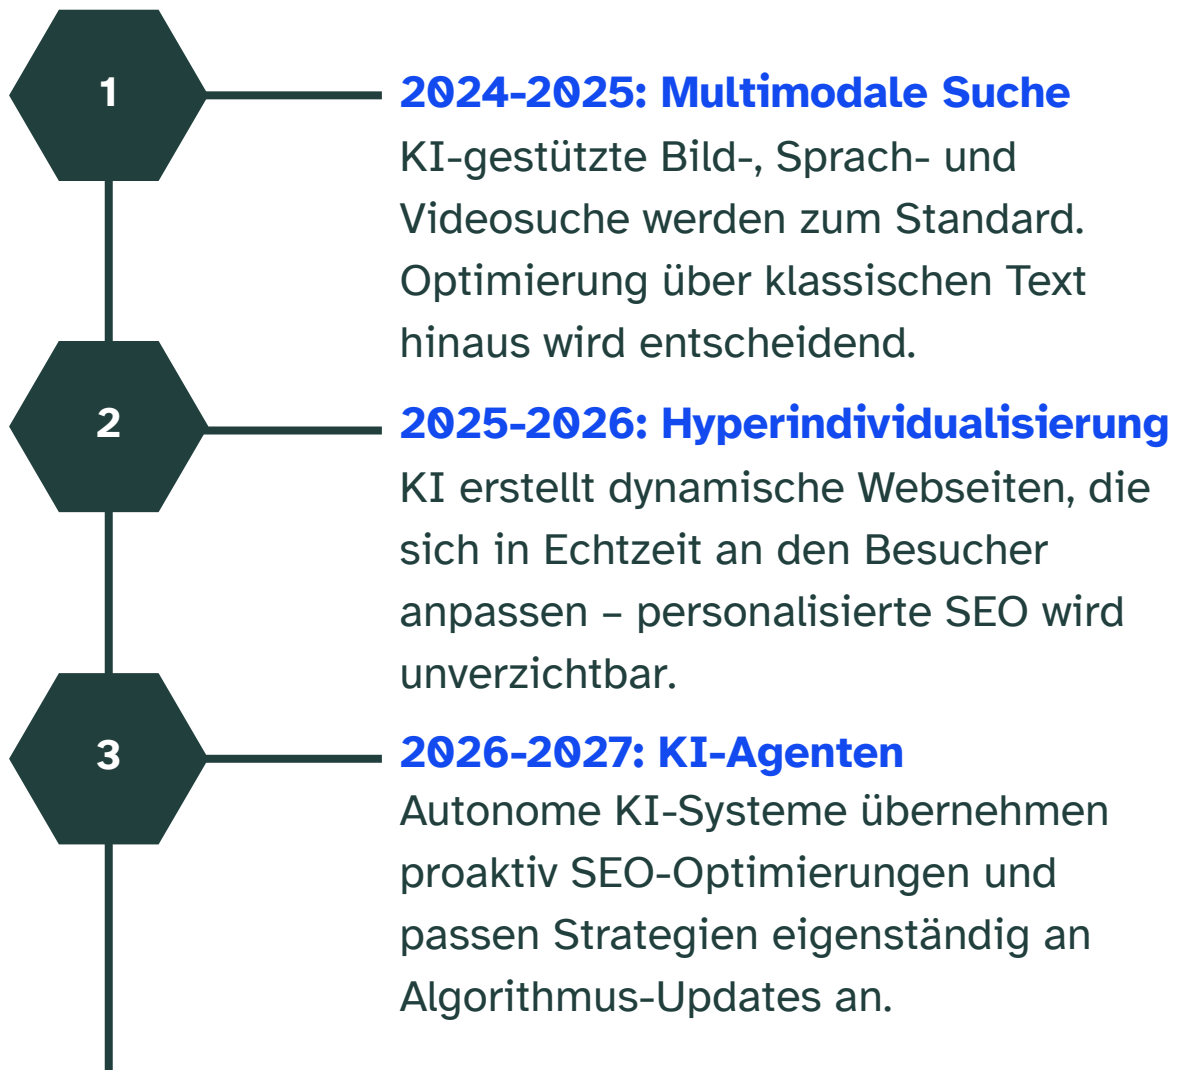 1
2024-2025: Multimodale Suche
KI-gestützte Bild-, Sprach- und
Videosuche werden zum Standard.
Optimierung über klassischen Text
hinaus wird entscheidend.
2
2025-2026: Hyperindividualisierung
KI erstellt dynamische Webseiten, die
sich in Echtzeit an den Besucher
anpassen – personalisierte SEO wird
unverzichtbar.
3
2026-2027: KI-Agenten
Autonome KI-Systeme übernehmen
proaktiv SEO-Optimierungen und
passen Strategien eigenständig an
Algorithmus-Updates an.